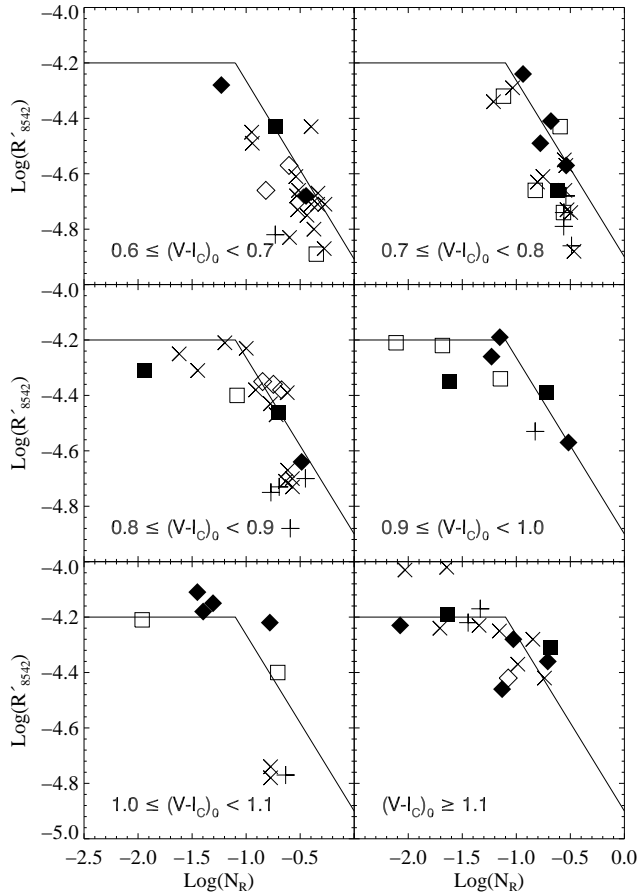 −4.0
−4.2
−4.4
−4.6
−4.8
Log(R′8542)
0.6 ≤ (V-IC)0 < 0.7
0.7 ≤ (V-IC)0 < 0.8
−4.0
−4.2
−4.4
−4.6
−4.8
Log(R′8542)
0.8 ≤ (V-IC)0 < 0.9
0.9 ≤ (V-IC)0 < 1.0
−4.0
−4.2
−4.4
−4.6
−4.8
−5.0
Log(R′8542)
1.0 ≤ (V-IC)0 < 1.1
(V-IC)0 ≥ 1.1
−2.5 −2.0 −1.5 −1.0 −0.5
−2.0 −1.5 −1.0 −0.5 0.0
Log(NR)
Log(NR)